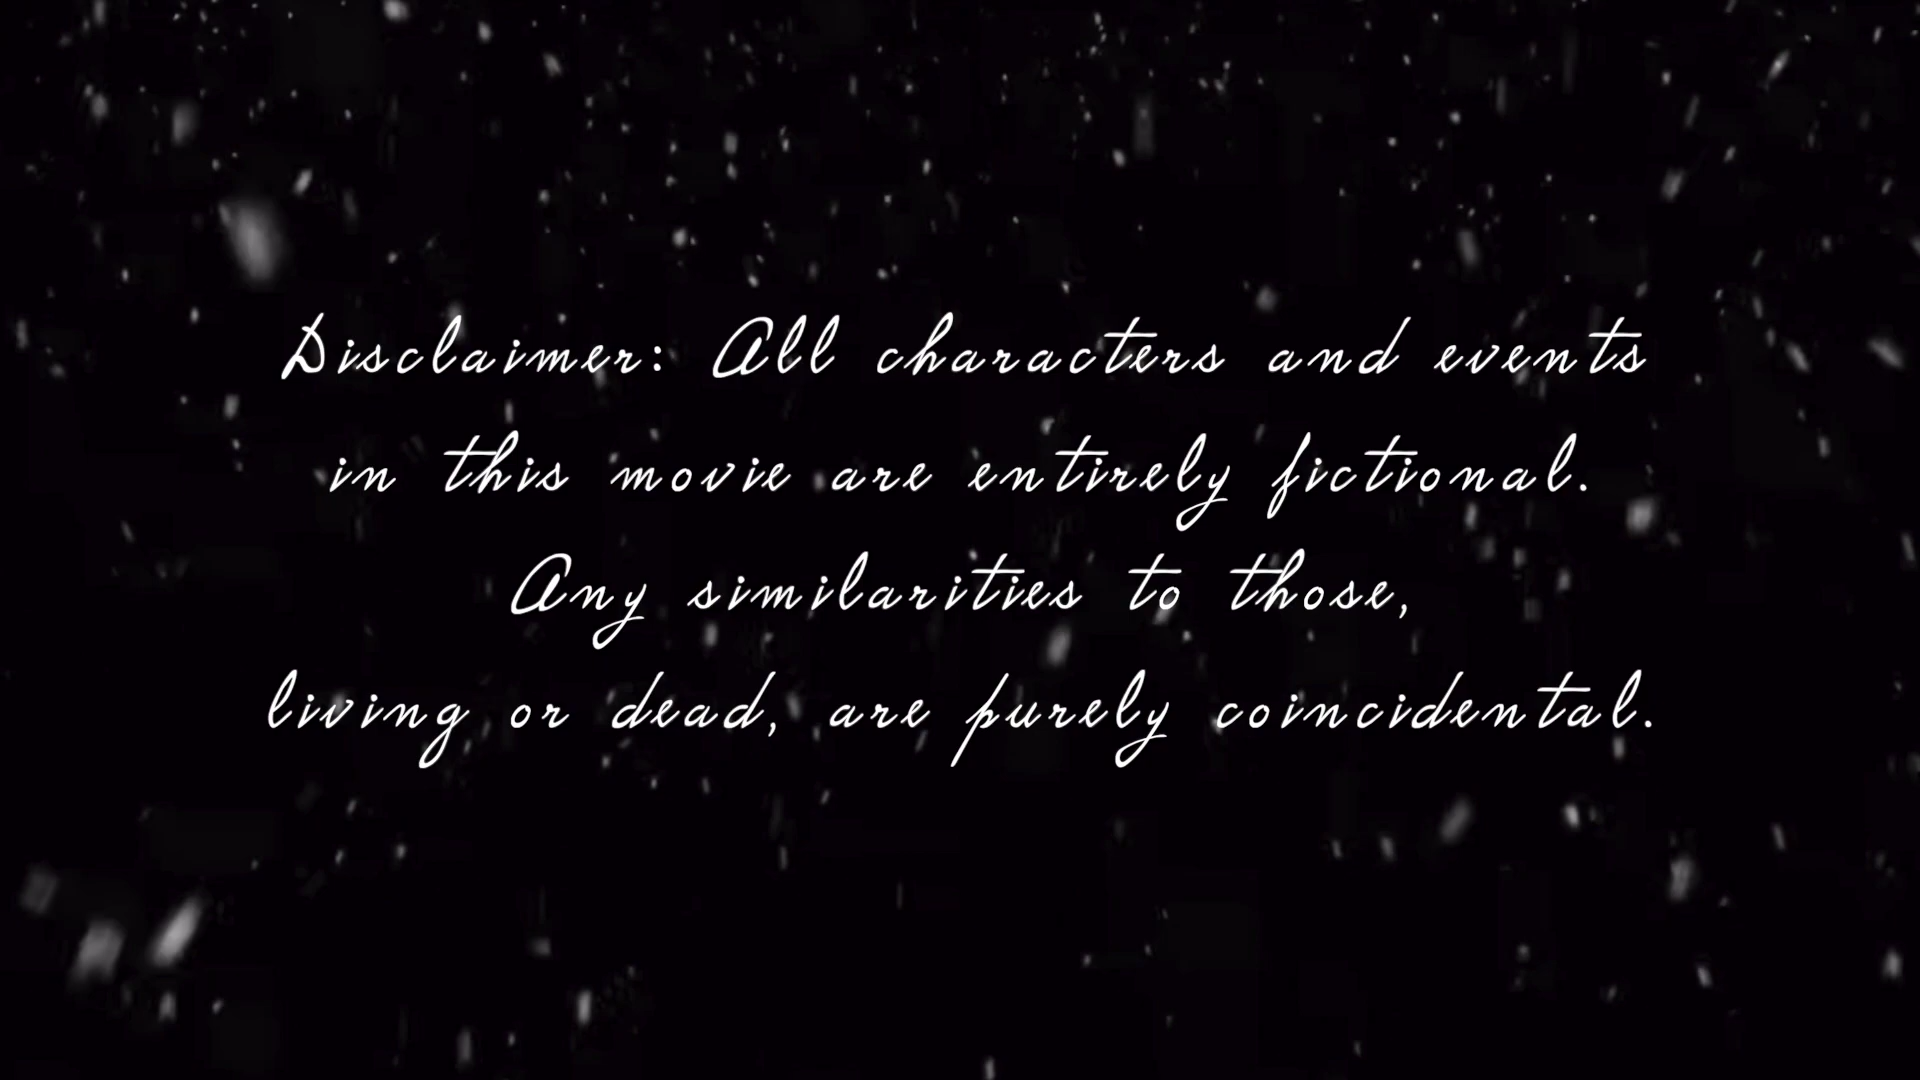 Disclaimer: All characters and events
in this movie are entirely fictional.
Any similarities to those,
living or dead, are purely coincidental.